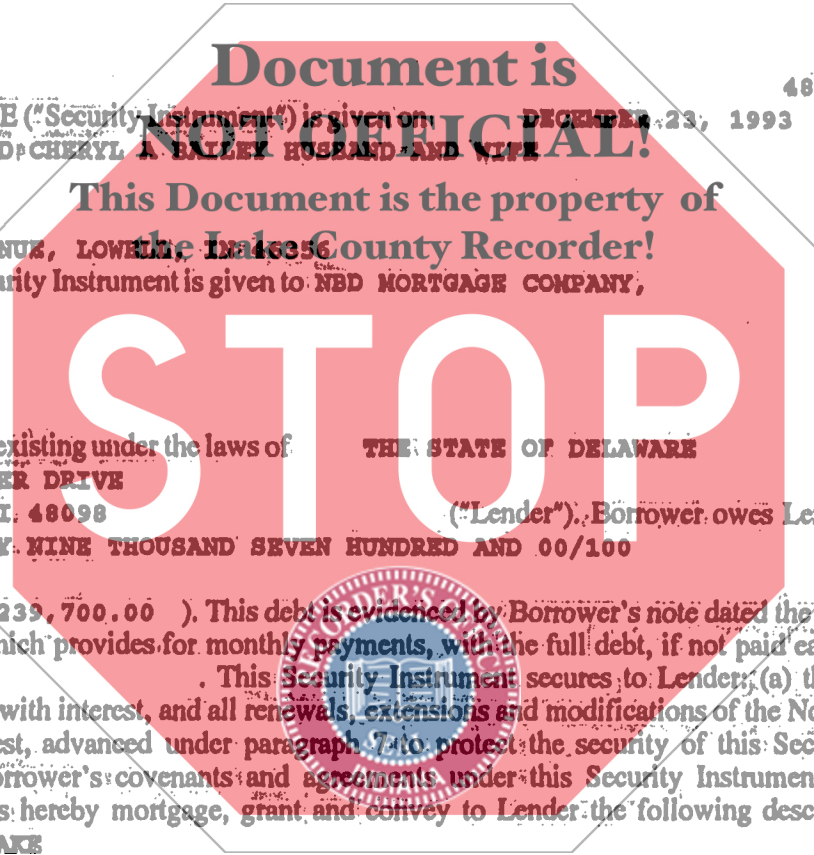 Document is
48
E ("Security Instrument") is given on DECEMBER 23, 1993
NOT OFFICIAL!
D CHERYL A BAILEY HUSBAND AND WIFE
This Document is the property of
the Lake County Recorder!
NUE, LOWELL, IN 46356
urity Instrument is given to NBD MORTGAGE COMPANY,
STOP
existing under the laws of THE STATE OF DELAWARE
ER DRIVE
I 48098 ("Lender"). Borrower owes Le
Y NINE THOUSAND SEVEN HUNDRED AND 00/100
239,700.00 ). This debt is evidenced by Borrower's note dated the
hich provides for monthly payments, with the full debt, if not paid ea
. This Security Instrument secures to Lender: (a) th
with interest, and all renewals, extensions and modifications of the No
est, advanced under paragraph 7 to protect the security of this Sec
orrower's covenants and agreements under this Security Instrumen
s hereby mortgage, grant and convey to Lender the following desc
AKE